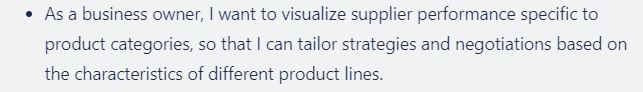 • As a business owner, I want to visualize supplier performance specific to
product categories, so that I can tailor strategies and negotiations based on
the characteristics of different product lines.